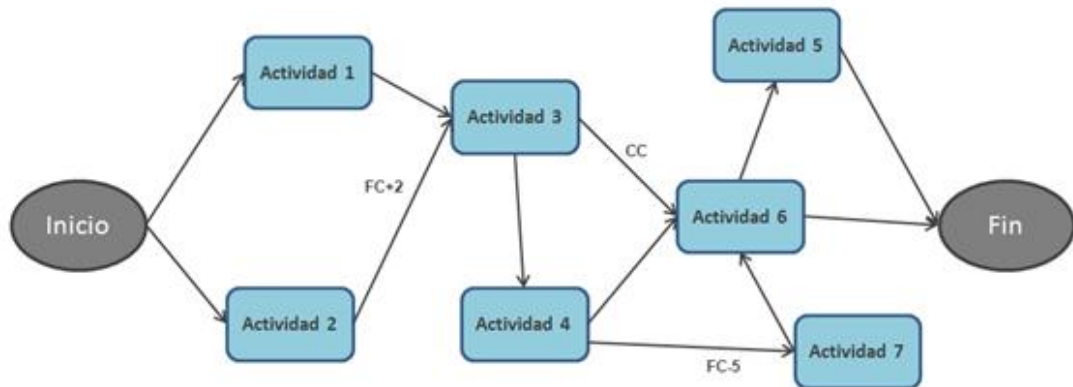 Actividad 5
Actividad 1
Actividad 3
CC
FC+2
Inicio
Actividad 6
Fin
Actividad 2
Actividad 4
Actividad 7
FC-5